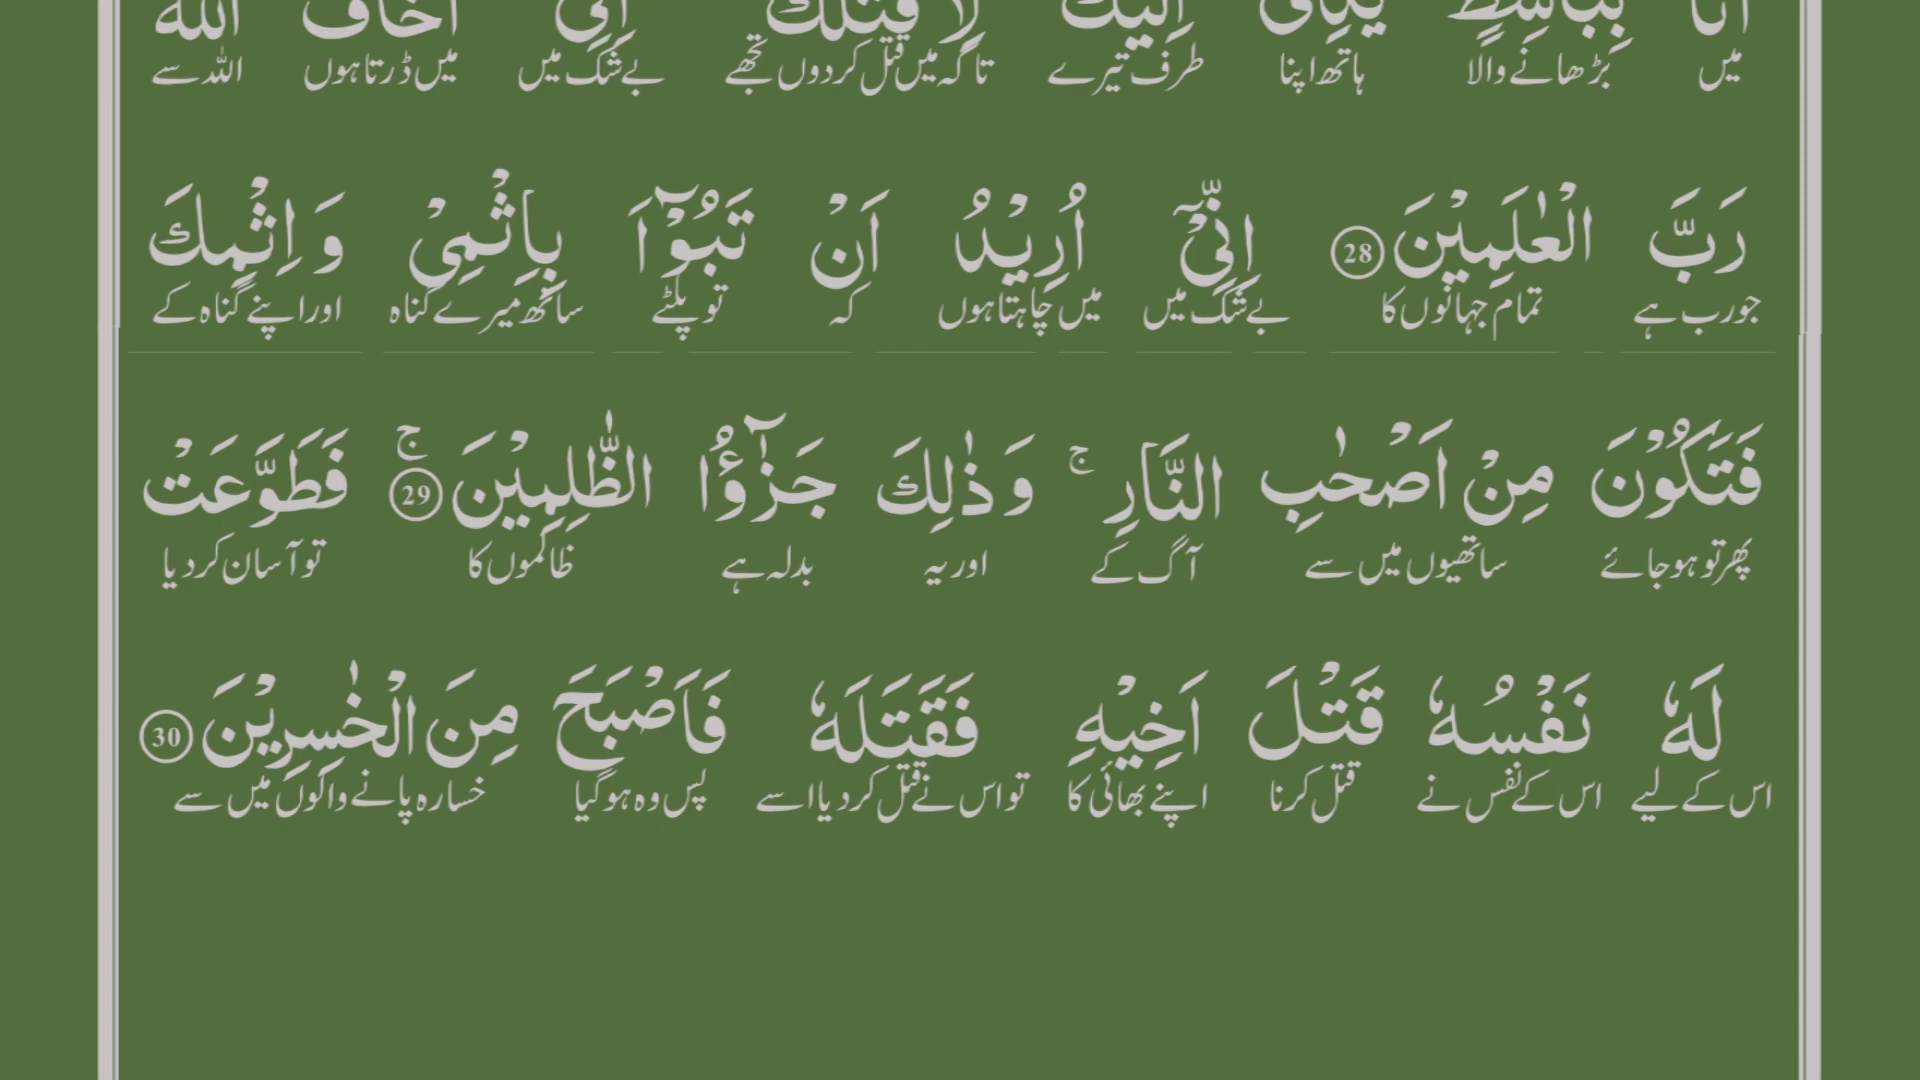 اَنَا بِبَاسِطٍ يَّدِيَ اِلَيْكَ لِاَقْتُلَكَ اِنِّيْٓ اَخَافُ اللّٰهَ
میں بڑھانے والا ہاتھ اپنا طرف تیرے تا کہ میں قتل کردوں تجھے بے شک میں میں ڈرتا ہوں اللہ سے
رَبَّ الْعٰلَمِيْنَ 28 اِنِّيْٓ اُرِيْدُ اَنْ تَبُوْٓاَ بِاِثْمِيْ وَ اِثْمِكَ
جو رب ہے تمام جہانوں کا بے شک میں میں چاہتا ہوں کہ تو پلٹے ساتھ میرے گناہ اور اپنے گناہ کے
فَتَكُوْنَ مِنْ اَصْحٰبِ النَّارِ ۚ وَ ذٰلِكَ جَزٰٓؤُا الظّٰلِمِيْنَ 29 ۚ فَطَوَّعَتْ
پھر تو ہو جائے ساتھیوں میں سے آگ کے اور یہ بدلہ ہے ظالموں کا تو آسان کر دیا
لَهٗ نَفْسُهٗ قَتْلَ اَخِيْهِ فَقَتَلَهٗ فَاَصْبَحَ مِنَ الْخٰسِرِيْنَ 30
اس کے لیے اس کے نفس نے قتل کرنا اپنے بھائی کا تو اس نے قتل کر دیا اسے پس وہ ہو گیا خسارہ پانے والوں میں سے